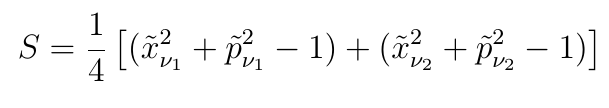 S = \frac{1}{4} \left[ (\tilde{x}_{\nu_1}^2 + \tilde{p}_{\nu_1}^2 - 1) + (\tilde{x}_{\nu_2}^2 + \tilde{p}_{\nu_2}^2 - 1) \right]